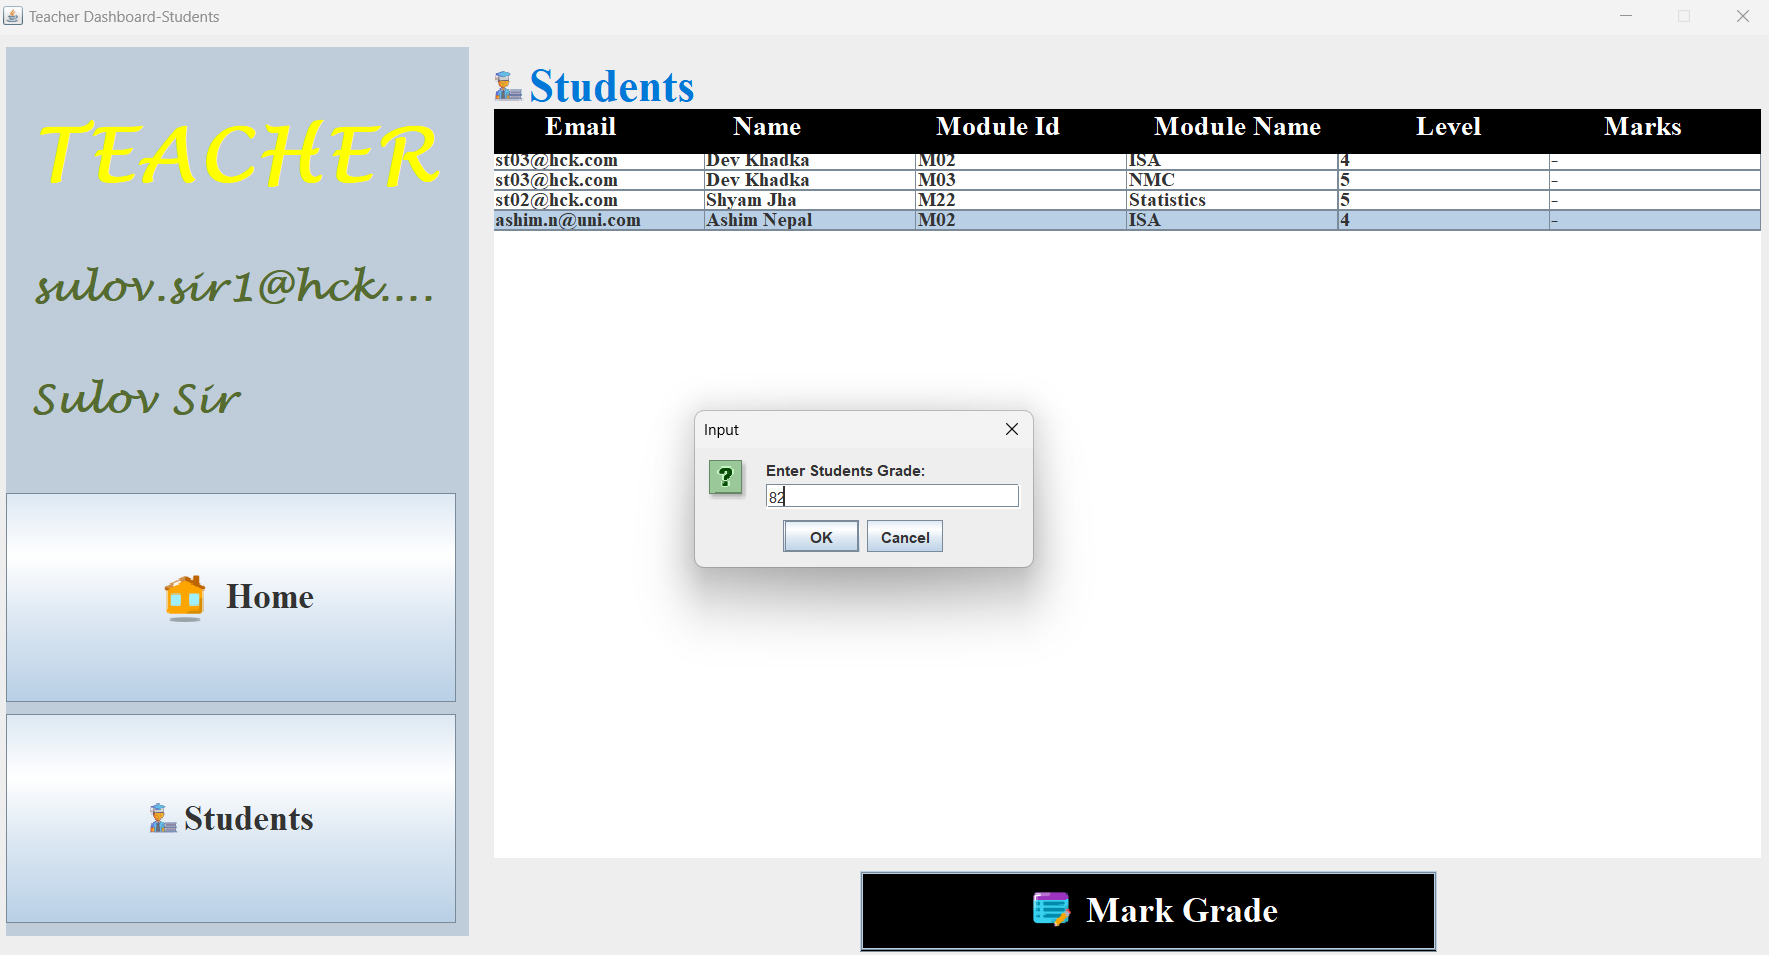 Teacher Dashboard-Students
TEACHER
sulov.sir1@hck....
Sulov Sir
Home
Students
Students
Email Name Module Id Module Name Level Marks
st03@hck.com Dev Khadka M02 ISA 4 -
st03@hck.com Dev Khadka M03 NMC 5 -
st02@hck.com Shyam Jha M22 Statistics 5 -
ashim.n@uni.com Ashim Nepal M02 ISA 4 -
Input
?
Enter Students Grade:
82
OK Cancel
Mark Grade